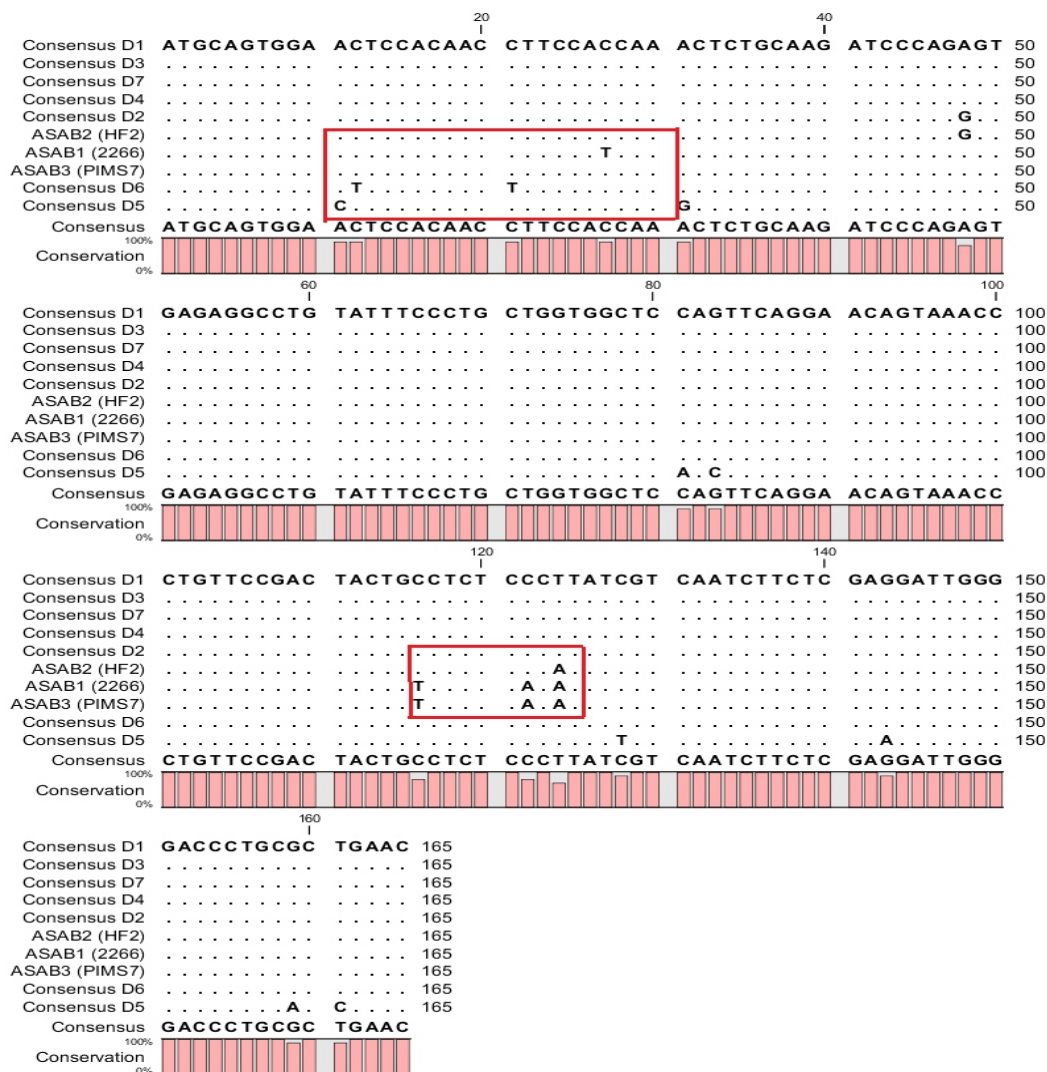 20 40
Consensus D1 ATGCAGTGGA ACTCCACAAC CTTCCACCAA ACTCTGCAAG ATCCCAGAGT 50
Consensus D3 .......... .......... .......... .......... .......... 50
Consensus D7 .......... .......... .......... .......... .......... 50
Consensus D4 .......... .......... .......... .......... .......... 50
Consensus D2 .......... .......... .......... .......... .......G.. 50
ASAB2 (HF2) .......... .......... .......... .......... .......G.. 50
ASAB1 (2266) .......... .......... ......T... .......... .......... 50
ASAB3 (PIMS7) .......... .......... .......... .......... .......... 50
Consensus D6 .......... .T........ T......... .......... .......... 50
Consensus D5 .......... C......... .......... G......... .......... 50
Consensus ATGCAGTGGA ACTCCACAAC CTTCCACCAA ACTCTGCAAG ATCCCAGAGT
100%
Conservation
0%
60 80 100
Consensus D1 GAGAGGCCTG TATTTCCCTG CTGGTGGCTC CAGTTCAGGA ACAGTAAACC 100
Consensus D3 .......... .......... .......... .......... .......... 100
Consensus D7 .......... .......... .......... .......... .......... 100
Consensus D4 .......... .......... .......... .......... .......... 100
Consensus D2 .......... .......... .......... .......... .......... 100
ASAB2 (HF2) .......... .......... .......... .......... .......... 100
ASAB1 (2266) .......... .......... .......... .......... .......... 100
ASAB3 (PIMS7) .......... .......... .......... .......... .......... 100
Consensus D6 .......... .......... .......... .......... .......... 100
Consensus D5 .......... .......... .......... A.C....... .......... 100
Consensus GAGAGGCCTG TATTTCCCTG CTGGTGGCTC CAGTTCAGGA ACAGTAAACC
100%
Conservation
0%
120 140
Consensus D1 CTGTTCCGAC TACTGCCTCT CCCTTATCGT CAATCTTCTC GAGGATTGGG 150
Consensus D3 .......... .......... .......... .......... .......... 150
Consensus D7 .......... .......... .......... .......... .......... 150
Consensus D4 .......... .......... .......... .......... .......... 150
Consensus D2 .......... .......... .......... .......... .......... 150
ASAB2 (HF2) .......... .......... ...A...... .......... .......... 150
ASAB1 (2266) .......... .....T.... .A.A...... .......... .......... 150
ASAB3 (PIMS7) .......... .....T.... .A.A...... .......... .......... 150
Consensus D6 .......... .......... .......... .......... .......... 150
Consensus D5 .......... .......... .......T.. .......... ..A....... 150
Consensus CTGTTCCGAC TACTGCCTCT CCCTTATCGT CAATCTTCTC GAGGATTGGG
100%
Conservation
0%
160
Consensus D1 GACCCTGCGC TGAAC 165
Consensus D3 .......... ..... 165
Consensus D7 .......... ..... 165
Consensus D4 .......... ..... 165
Consensus D2 .......... ..... 165
ASAB2 (HF2) .......... ..... 165
ASAB1 (2266) .......... ..... 165
ASAB3 (PIMS7) .......... ..... 165
Consensus D6 .......... ..... 165
Consensus D5 ........A. C.... 165
Consensus GACCCTGCGC TGAAC
100%
Conservation
0%